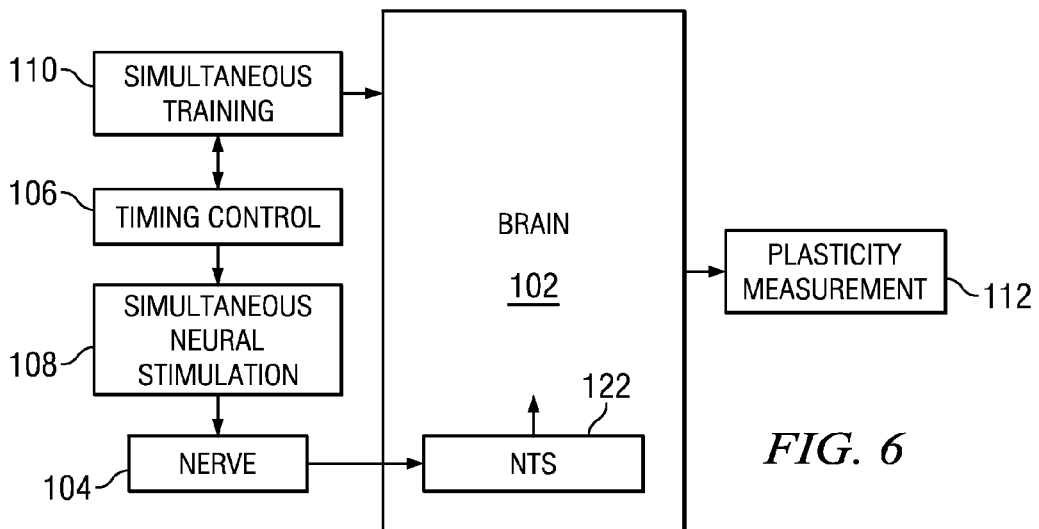 110
SIMULTANEOUS
TRAINING
106
TIMING CONTROL
108
SIMULTANEOUS
NEURAL
STIMULATION
104
NERVE
BRAIN
102
122
NTS
PLASTICITY
MEASUREMENT
112
FIG. 6